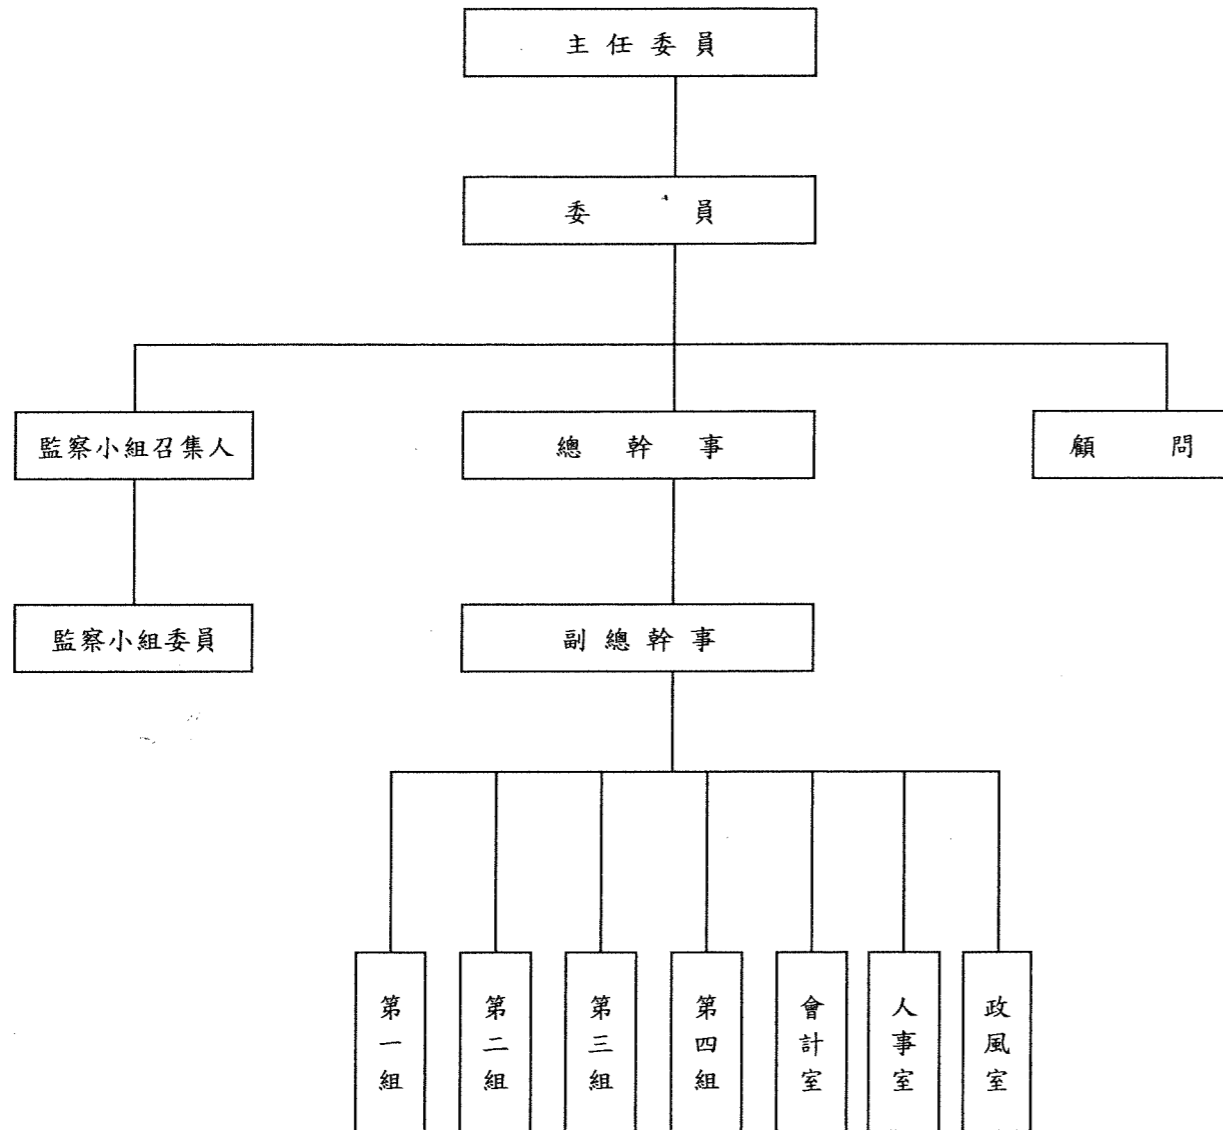 主任委員
委員
監察小組召集人
總幹事
顧問
監察小組委員
副總幹事
第一組
第二組
第三組
第四組
會計室
人事室
政風室